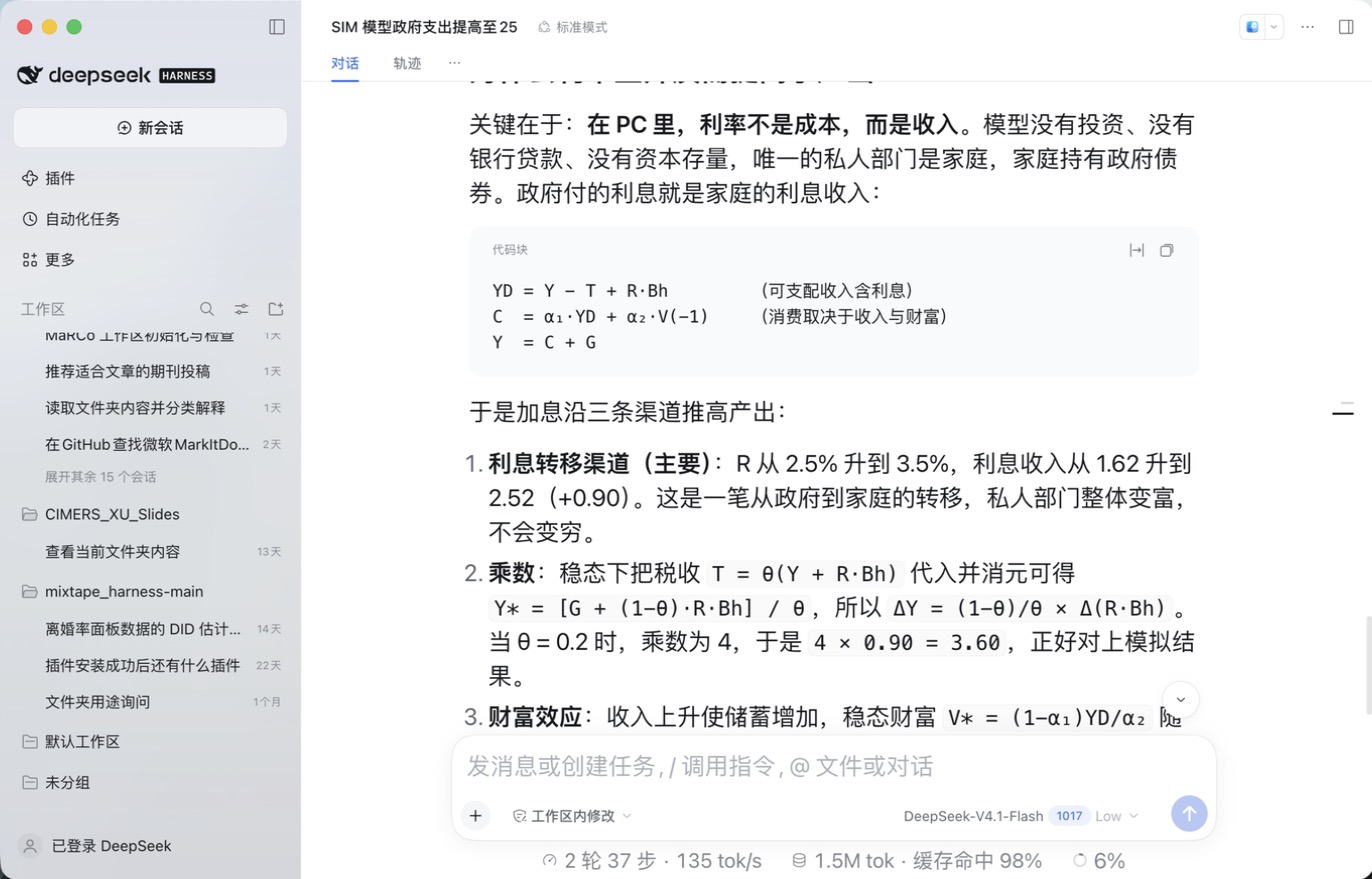 deepseek HARNESS
新会话
插件
自动化任务
更多
工作区
MaRCo 工作区初始化与检查 1天
推荐适合文章的期刊投稿 1天
读取文件夹内容并分类解释 1天
在 GitHub 查找微软 MarkItDo... 2天
展开其余 15 个会话
CIMERS_XU_Slides
查看当前文件夹内容 13天
mixtape_harness-main
离婚率面板数据的 DID 估计... 14天
插件安装成功后还有什么插件 22天
文件夹用途询问 1个月
默认工作区
未分组
已登录 DeepSeek
SIM 模型政府支出提高至 25 标准模式
对话 轨迹 ···
关键在于：在 PC 里，利率不是成本，而是收入。模型没有投资、没有
银行贷款、没有资本存量，唯一的私人部门是家庭，家庭持有政府债
券。政府付的利息就是家庭的利息收入：
代码块
YD = Y − T + R·Bh (可支配收入含利息)
C = α₁·YD + α₂·V(−1) (消费取决于收入与财富)
Y = C + G
于是加息沿三条渠道推高产出：
1. 利息转移渠道（主要）：R 从 2.5% 升到 3.5%，利息收入从 1.62 升到
2.52（+0.90）。这是一笔从政府到家庭的转移，私人部门整体变富，
不会变穷。
2. 乘数：稳态下把税收 T = θ(Y + R·Bh) 代入并消元可得
Y* = [G + (1−θ)·R·Bh] / θ，所以 ΔY = (1−θ)/θ × Δ(R·Bh)。
当 θ = 0.2 时，乘数为 4，于是 4 × 0.90 = 3.60，正好对上模拟结
果。
3. 财富效应：收入上升使储蓄增加，稳态财富 V* = (1−α₁)YD/α₂ 随
发消息或创建任务, / 调用指令, @ 文件或对话
工作区内修改 DeepSeek-V4.1-Flash 1017 Low
2 轮 37 步 · 135 tok/s 1.5M tok · 缓存命中 98% 6%